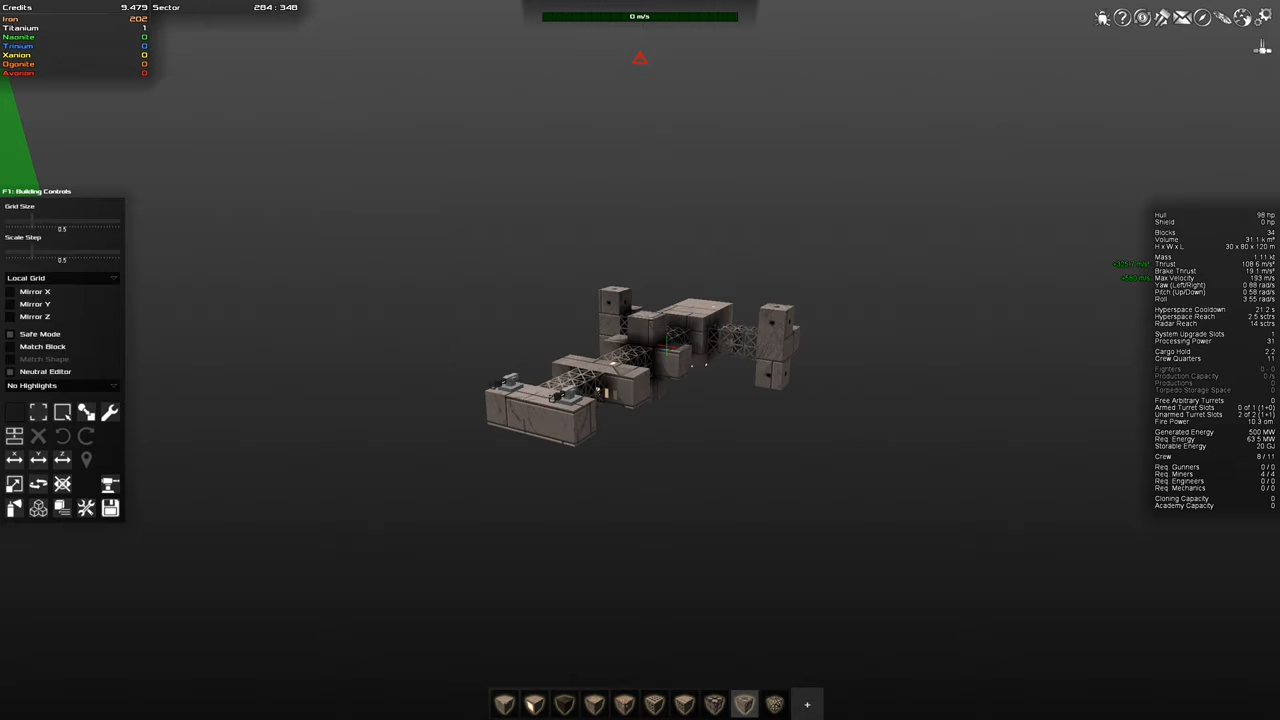 Credits 9.479
Sector 284 : 348
Iron 202
Titanium 1
Naonite 0
Trinium 0
Xanion 0
Ogonite 0
Avorion 0
0 m/s
F1: Building Controls
Grid Size
0.5
Scale Step
0.5
Local Grid
Mirror X
Mirror Y
Mirror Z
Safe Mode
Match Block
Match Shape
Neutral Editor
No Highlights
X Y Z
Hull 98 hp
Shield 0 hp
Blocks 34
Volume 31.1 k m³
H x W x L 30 x 80 x 120 m
Mass 1.11 kt
Thrust 108.6 m/s²
Brake Thrust 19.1 m/s²
Max Velocity 193 m/s
Yaw (Left/Right) 0.88 rad/s
Pitch (Up/Down) 0.58 rad/s
Roll 3.55 rad/s
Hyperspace Cooldown 21.2 s
Hyperspace Reach 2.5 sctrs
Radar Reach 14 sctrs
System Upgrade Slots 1
Processing Power 31
Cargo Hold 2.2
Crew Quarters 11
Fighters 0 - 0
Production Capacity 0 /s
Productions 0
Torpedo Storage Space 0
Free Arbitrary Turrets 0
Armed Turret Slots 0 of 1 (1+0)
Unarmed Turret Slots 2 of 2 (1+1)
Fire Power 10.3 om
Generated Energy 500 MW
Req. Energy 63.5 MW
Storable Energy 20 GJ
Crew 8 / 11
Req. Gunners 0 / 0
Req. Miners 4 / 4
Req. Engineers 0 / 0
Req. Mechanics 0 / 0
Cloning Capacity 0
Academy Capacity 0
+